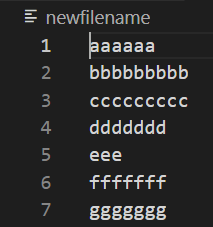 newfilename
1 aaaaaa
2 bbbbbbbbb
3 ccccccccc
4 ddddddd
5 eee
6 fffffff
7 ggggggg